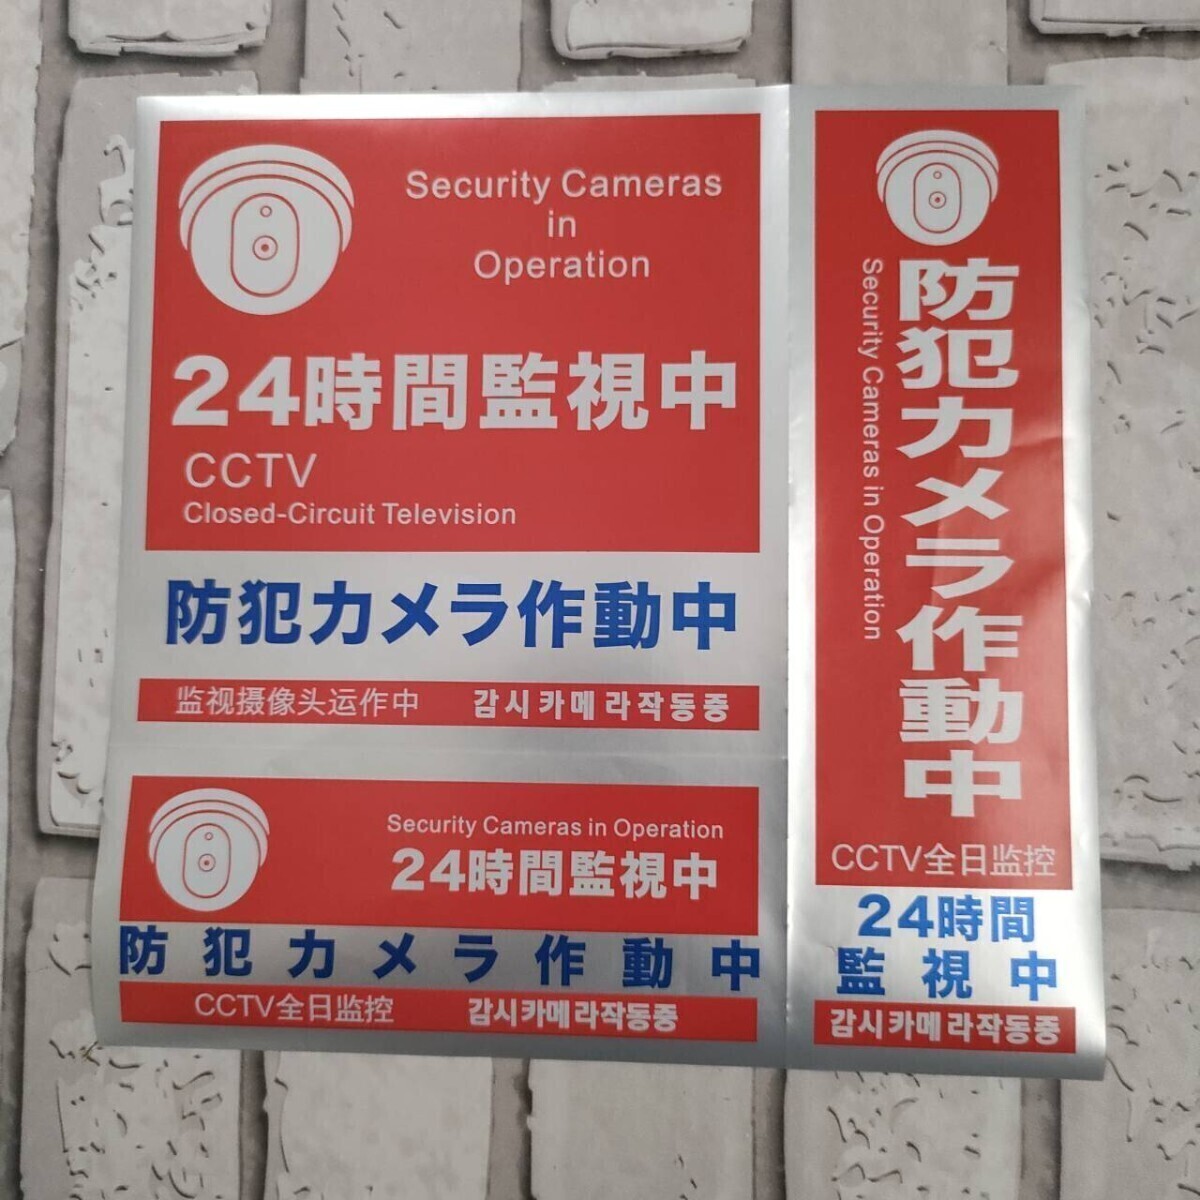 Security Cameras
in
Operation
24時間監視中
CCTV
Closed-Circuit Television
防犯カメラ作動中
监视摄像头运作中 감시카메라작동중
Security Cameras in Operation
24時間監視中
防犯カメラ作動中
CCTV全日监控 감시카메라작동중
防犯カメラ作動中
Security Cameras in Operation
CCTV全日监控
24時間
監視中
감시카메라작동중